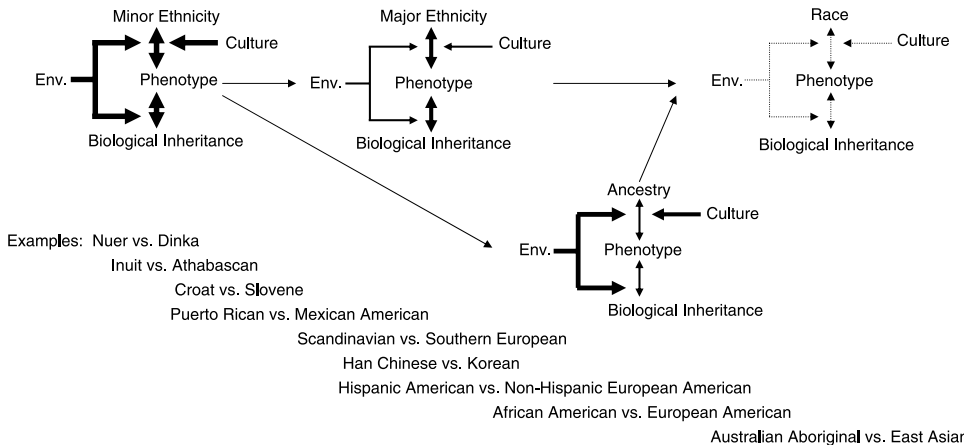 Minor Ethnicity
Culture
Env.
Phenotype
Biological Inheritance
Major Ethnicity
Culture
Env.
Phenotype
Biological Inheritance
Race
Culture
Env.
Phenotype
Biological Inheritance
Ancestry
Culture
Env.
Phenotype
Biological Inheritance
Examples: Nuer vs. Dinka
Inuit vs. Athabascan
Croat vs. Slovene
Puerto Rican vs. Mexican American
Scandinavian vs. Southern European
Han Chinese vs. Korean
Hispanic American vs. Non-Hispanic European American
African American vs. European American
Australian Aboriginal vs. East Asian